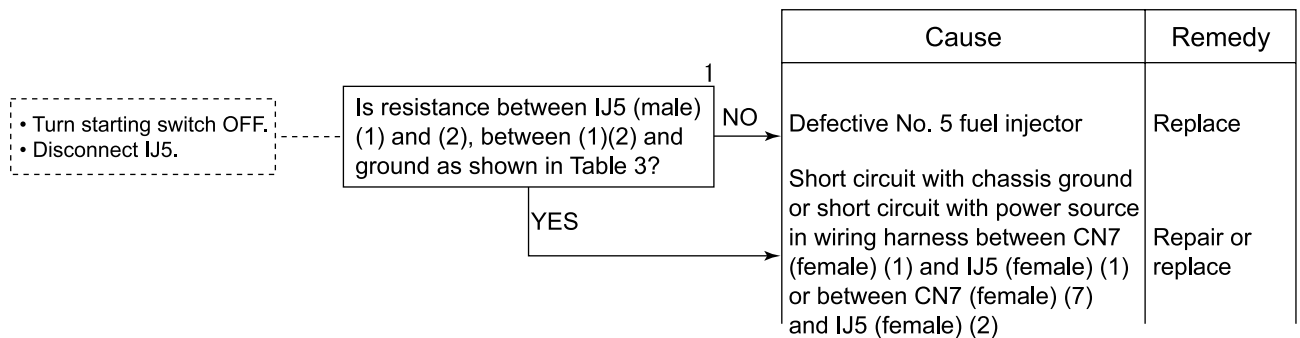 Cause
Remedy
1
• Turn starting switch OFF.
• Disconnect IJ5.
Is resistance between IJ5 (male)
(1) and (2), between (1)(2) and
ground as shown in Table 3?
NO
YES
Defective No. 5 fuel injector
Replace
Short circuit with chassis ground
or short circuit with power source
in wiring harness between CN7
(female) (1) and IJ5 (female) (1)
or between CN7 (female) (7)
and IJ5 (female) (2)
Repair or
replace